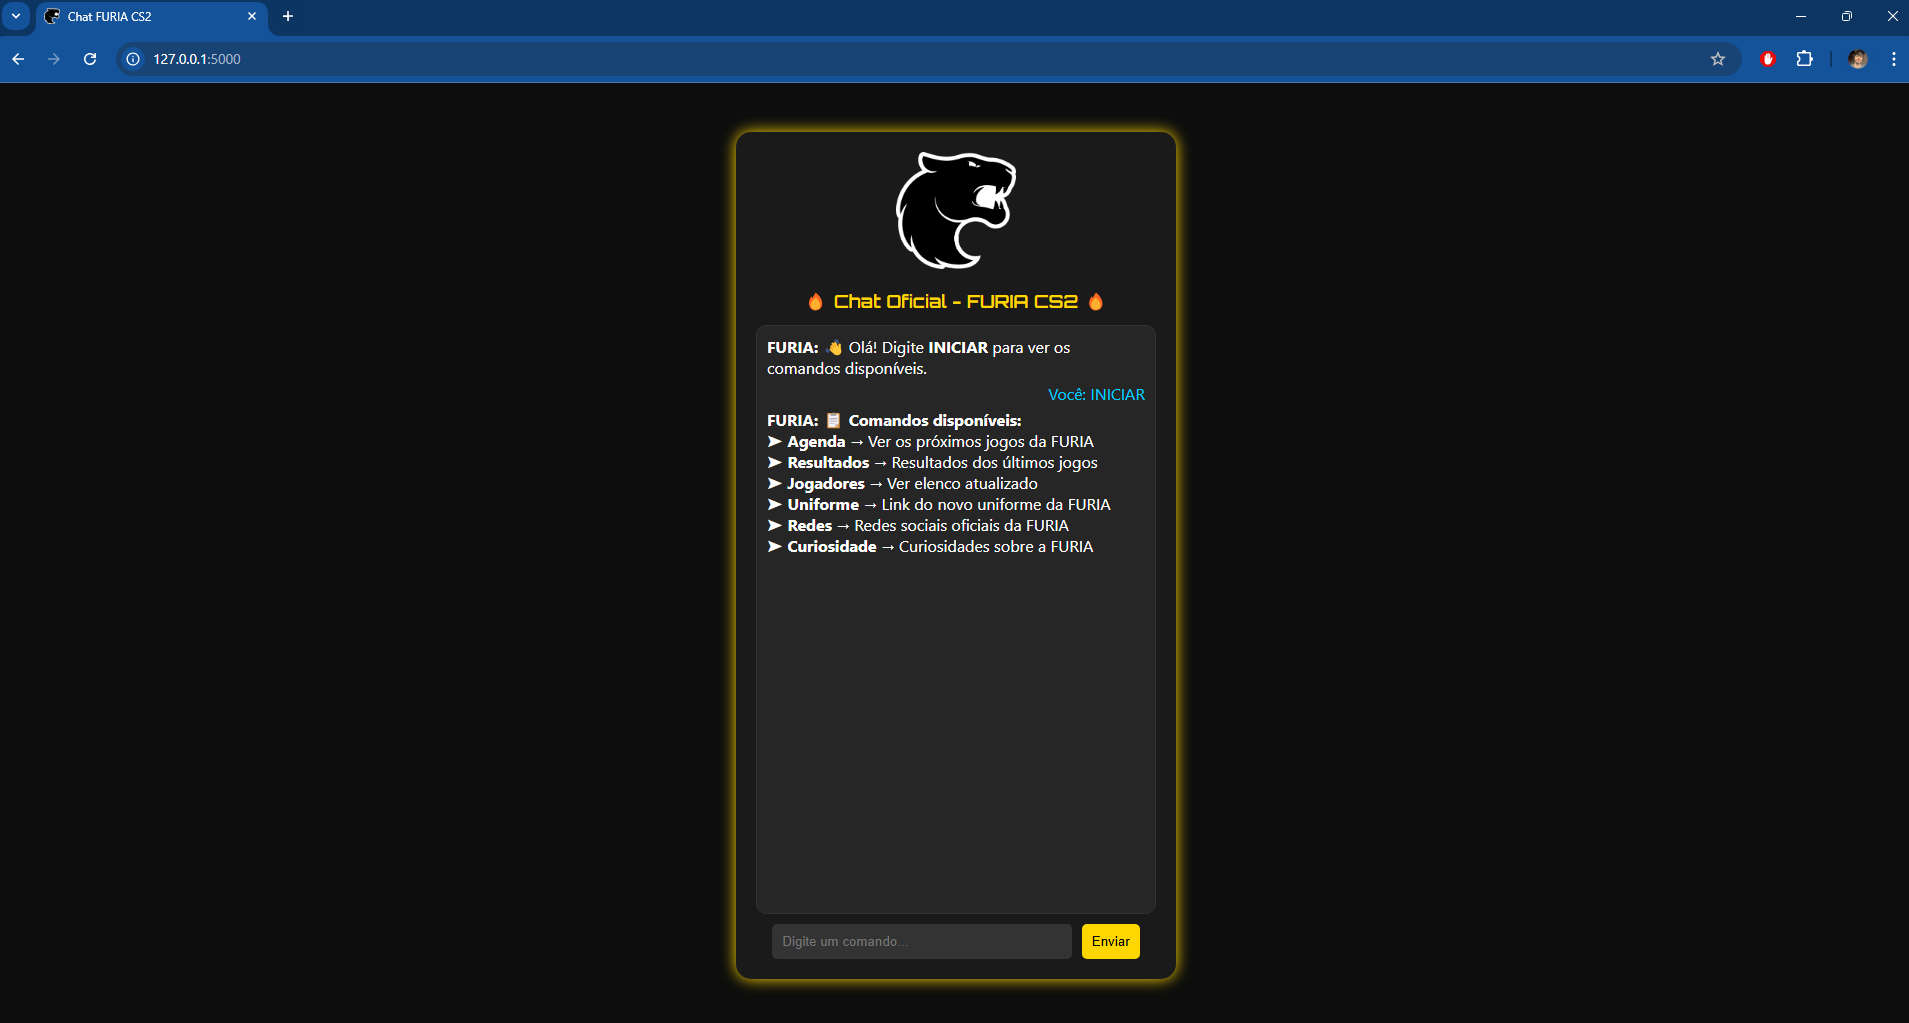 Chat FURIA CS2
127.0.0.1:5000
🔥 Chat Oficial - FURIA CS2 🔥
FURIA: 👋 Olá! Digite INICIAR para ver os
comandos disponíveis.
Você: INICIAR
FURIA: 📋 Comandos disponíveis:
➤ Agenda → Ver os próximos jogos da FURIA
➤ Resultados → Resultados dos últimos jogos
➤ Jogadores → Ver elenco atualizado
➤ Uniforme → Link do novo uniforme da FURIA
➤ Redes → Redes sociais oficiais da FURIA
➤ Curiosidade → Curiosidades sobre a FURIA
Digite um comando...
Enviar